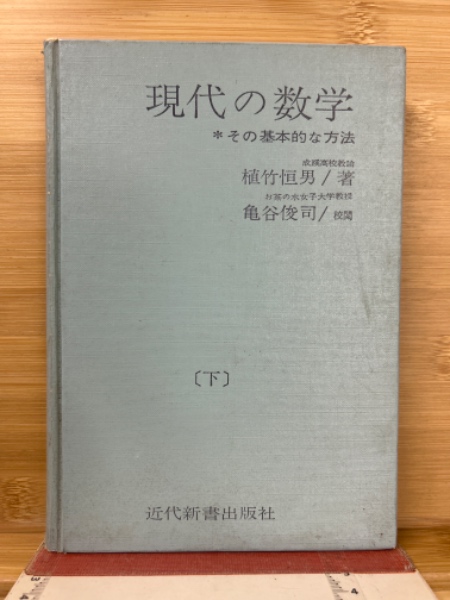 現代の数学
*その基本的な方法
成蹊高校教諭
植竹恒男/著
お茶の水女子大学教授
亀谷俊司/校閲
〔下〕
近代新書出版社